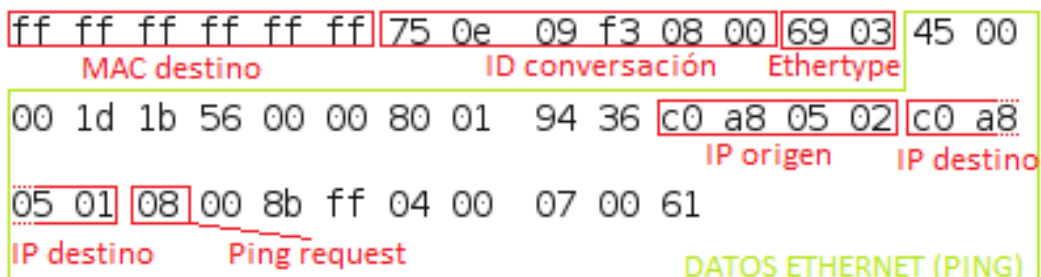 ff ff ff ff ff ff 75 0e 09 f3 08 00 69 03 45 00
MAC destino ID conversación Ethertype
00 1d 1b 56 00 00 80 01 94 36 c0 a8 05 02 c0 a8
IP origen IP destino
05 01 08 00 8b ff 04 00 07 00 61
IP destino Ping request DATOS ETHERNET (PING)